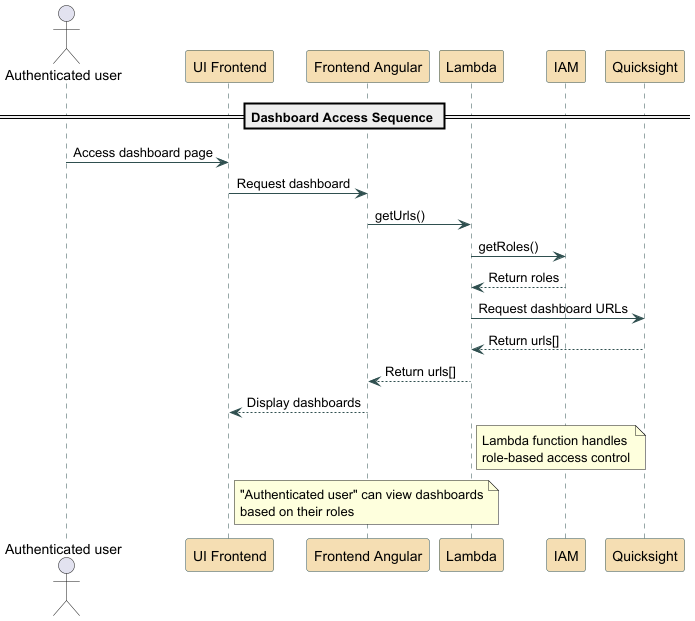 Authenticated user
UI Frontend
Frontend Angular
Lambda
IAM
Quicksight
Dashboard Access Sequence
Access dashboard page
Request dashboard
getUrls()
getRoles()
Return roles
Request dashboard URLs
Return urls[]
Return urls[]
Display dashboards
Lambda function handles
role-based access control
"Authenticated user" can view dashboards
based on their roles
Authenticated user
UI Frontend
Frontend Angular
Lambda
IAM
Quicksight